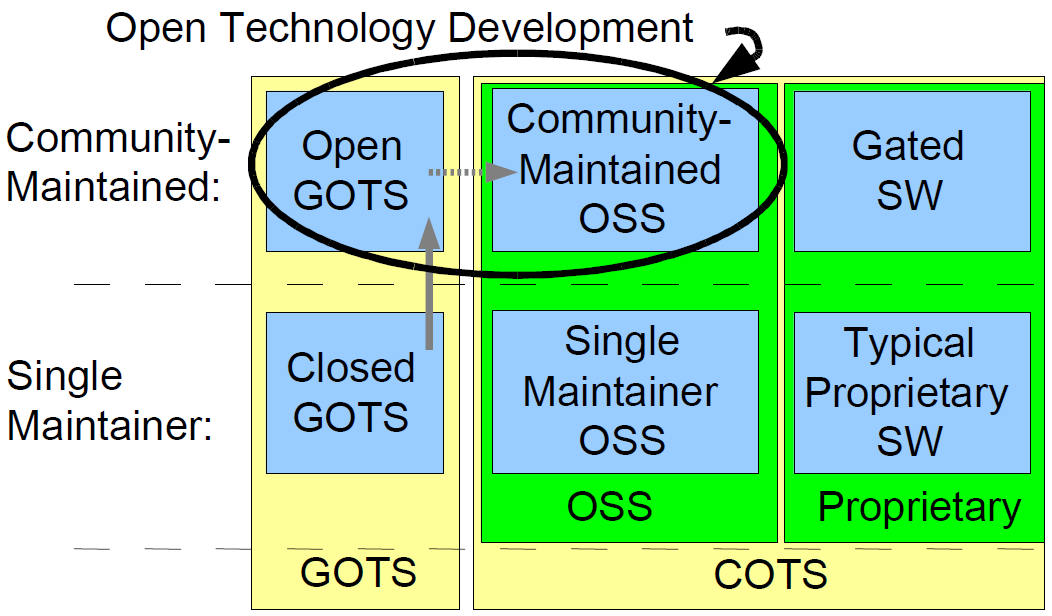 Open Technology Development
Community-
Maintained:
Open
GOTS
Community-
Maintained
OSS
Gated
SW
Single
Maintainer:
Closed
GOTS
Single
Maintainer
OSS
Typical
Proprietary
SW
OSS
Proprietary
GOTS
COTS